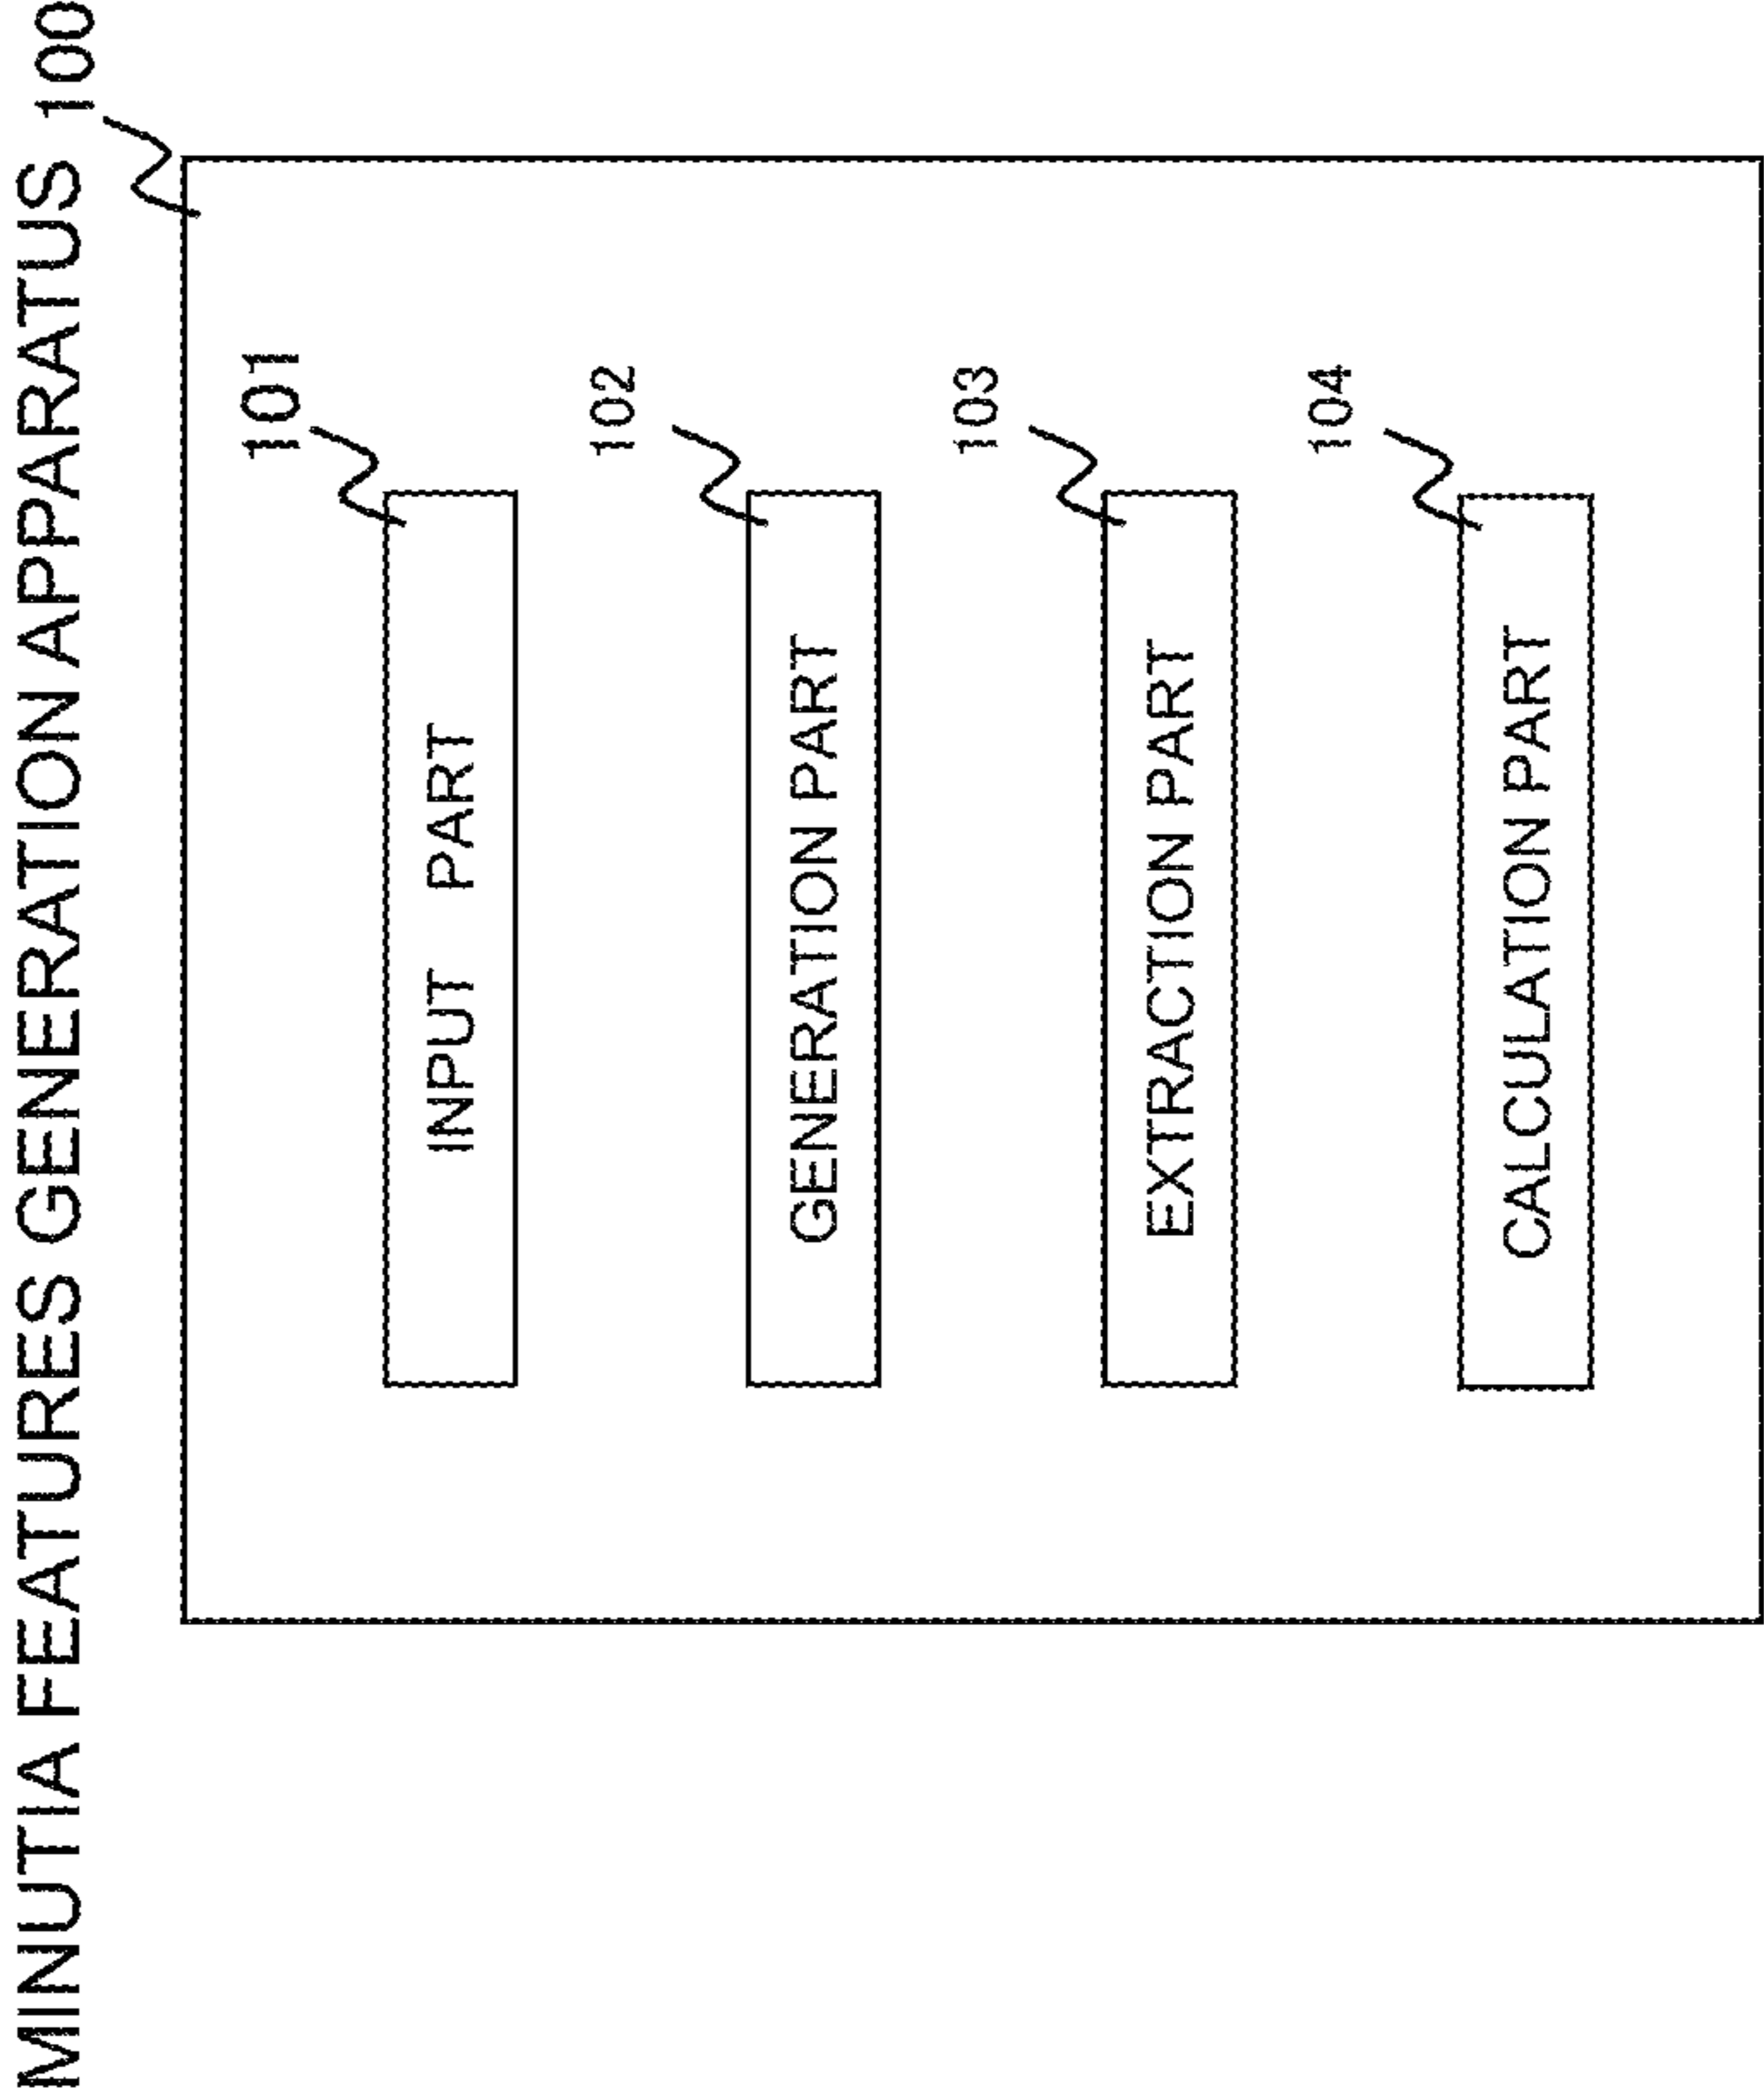 MINUTIA FEATURES GENERATION APPARATUS 100
101
INPUT PART
102
GENERATION PART
103
EXTRACTION PART
104
CALCULATION PART